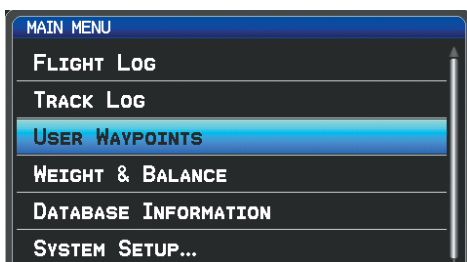 MAIN MENU
FLIGHT LOG
TRACK LOG
USER WAYPOINTS
WEIGHT & BALANCE
DATABASE INFORMATION
SYSTEM SETUP...